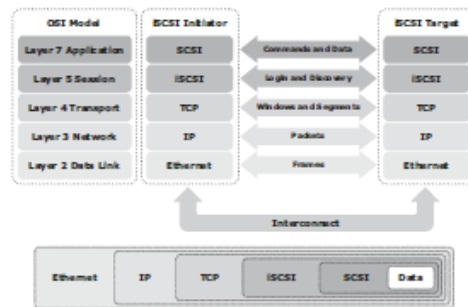 OSI Model iSCSI Initiator iSCSI Target
Layer 7 Application SCSI Commands and Data SCSI
Layer 5 Session iSCSI Login and Discovery iSCSI
Layer 4 Transport TCP Windows and Segments TCP
Layer 3 Network IP Packets IP
Layer 2 Data Link Ethernet Frames Ethernet
Interconnect
Ethernet IP TCP iSCSI SCSI Data